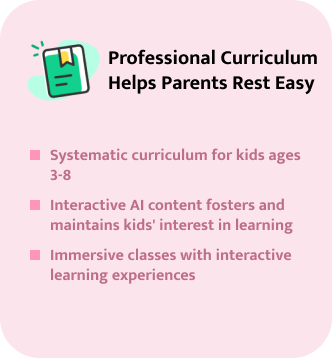 Professional Curriculum
Helps Parents Rest Easy
Systematic curriculum for kids ages
3-8
Interactive AI content fosters and
maintains kids' interest in learning
Immersive classes with interactive
learning experiences